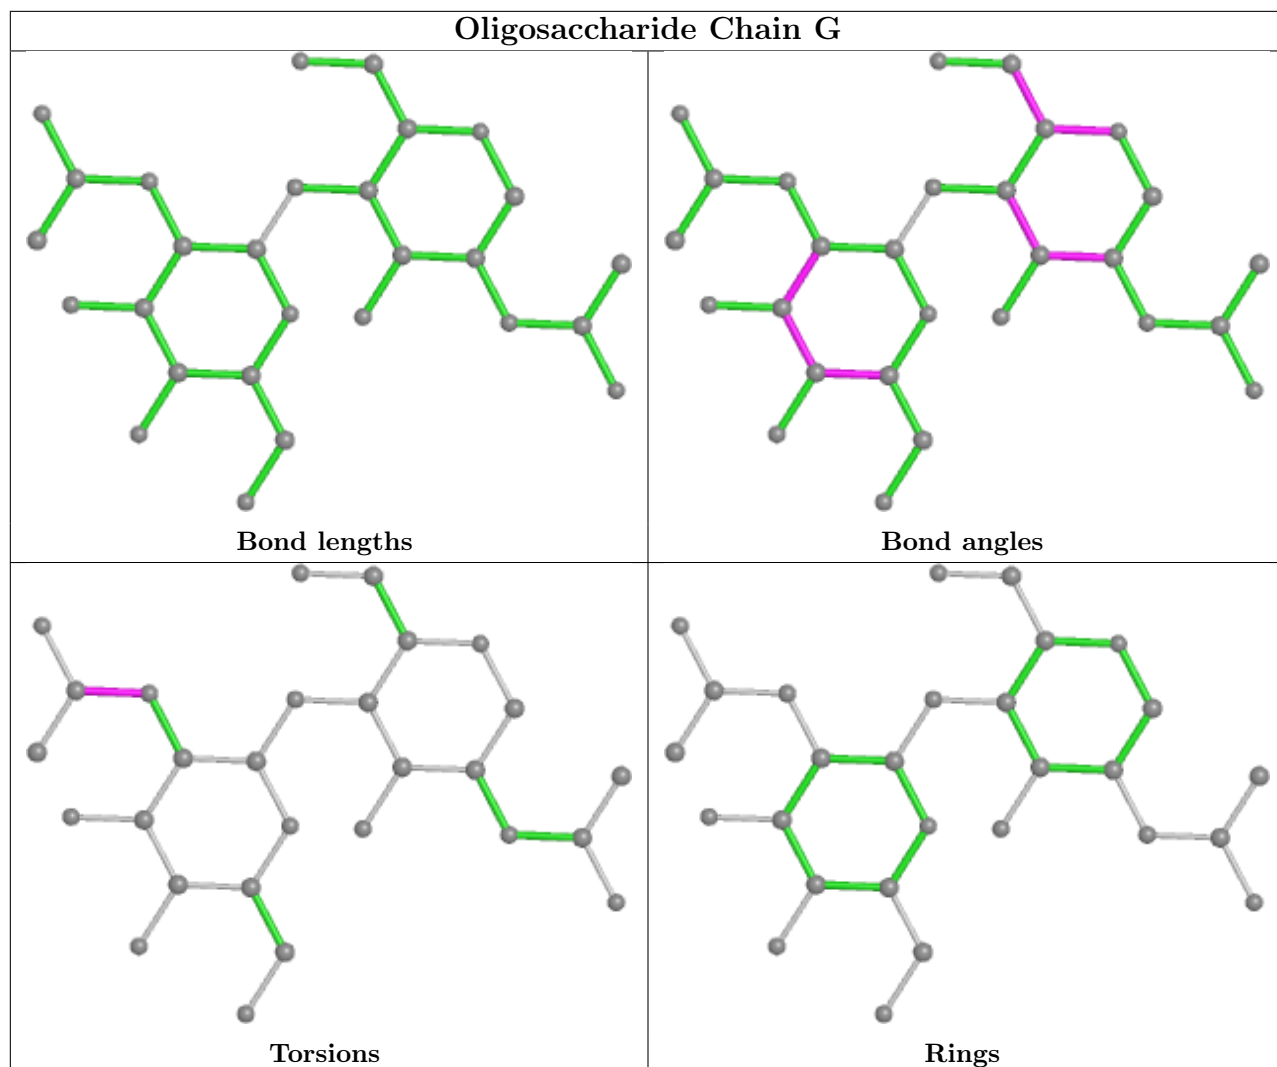 Oligosaccharide Chain G
Bond lengths
Bond angles
Torsions
Rings